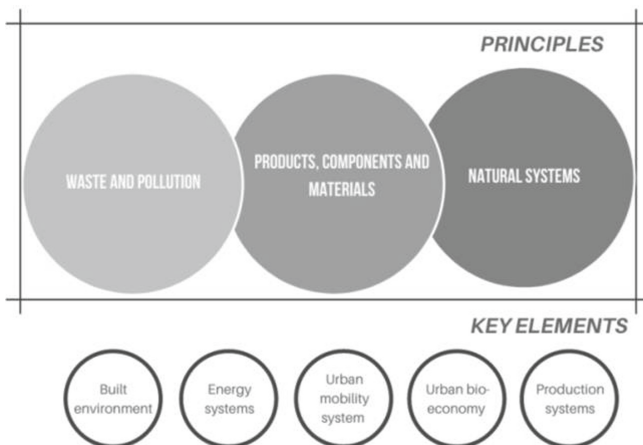 PRINCIPLES
WASTE AND POLLUTION
PRODUCTS, COMPONENTS AND
MATERIALS
NATURAL SYSTEMS
KEY ELEMENTS
Built
environment
Energy
systems
Urban
mobility
system
Urban bio-
economy
Production
systems